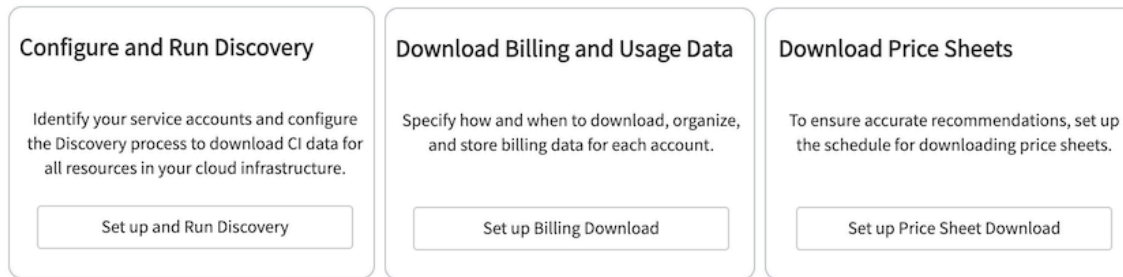 Configure and Run Discovery
Identify your service accounts and configure
the Discovery process to download CI data for
all resources in your cloud infrastructure.
Set up and Run Discovery
Download Billing and Usage Data
Specify how and when to download, organize,
and store billing data for each account.
Set up Billing Download
Download Price Sheets
To ensure accurate recommendations, set up
the schedule for downloading price sheets.
Set up Price Sheet Download